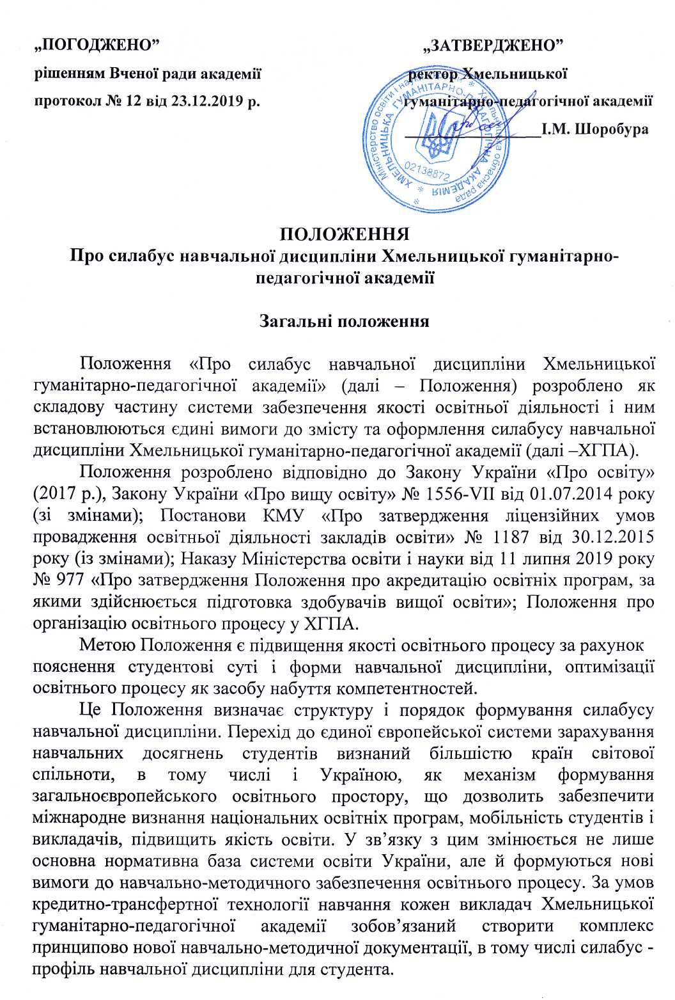 „ПОГОДЖЕНО”
рішенням Вченої ради академії
протокол № 12 від 23.12.2019 р.
„ЗАТВЕРДЖЕНО”
ректор Хмельницької
гуманітарно-педагогічної академії
________________І.М. Шоробура
Міністерство освіти і науки України * Хмельницька обласна рада *
ХМЕЛЬНИЦЬКА ГУМАНІТАРНО-ПЕДАГОГІЧНА АКАДЕМІЯ *
02138872
ПОЛОЖЕННЯ
Про силабус навчальної дисципліни Хмельницької гуманітарно-
педагогічної академії
Загальні положення
Положення «Про силабус навчальної дисципліни Хмельницької
гуманітарно-педагогічної академії» (далі – Положення) розроблено як
складову частину системи забезпечення якості освітньої діяльності і ним
встановлюються єдині вимоги до змісту та оформлення силабусу навчальної
дисципліни Хмельницької гуманітарно-педагогічної академії (далі –ХГПА).
Положення розроблено відповідно до Закону України «Про освіту»
(2017 р.), Закону України «Про вищу освіту» № 1556-VII від 01.07.2014 року
(зі змінами); Постанови КМУ «Про затвердження ліцензійних умов
провадження освітньої діяльності закладів освіти» № 1187 від 30.12.2015
року (із змінами); Наказу Міністерства освіти і науки від 11 липня 2019 року
№ 977 «Про затвердження Положення про акредитацію освітніх програм, за
якими здійснюється підготовка здобувачів вищої освіти»; Положення про
організацію освітнього процесу у ХГПА.
Метою Положення є підвищення якості освітнього процесу за рахунок
пояснення студентові суті і форми навчальної дисципліни, оптимізації
освітнього процесу як засобу набуття компетентностей.
Це Положення визначає структуру і порядок формування силабусу
навчальної дисципліни. Перехід до єдиної європейської системи зарахування
навчальних досягнень студентів визнаний більшістю країн світової
спільноти, в тому числі і Україною, як механізм формування
загальноєвропейського освітнього простору, що дозволить забезпечити
міжнародне визнання національних освітніх програм, мобільність студентів і
викладачів, підвищить якість освіти. У зв’язку з цим змінюється не лише
основна нормативна база системи освіти України, але й формуються нові
вимоги до навчально-методичного забезпечення освітнього процесу. За умов
кредитно-трансфертної технології навчання кожен викладач Хмельницької
гуманітарно-педагогічної академії зобов’язаний створити комплекс
принципово нової навчально-методичної документації, в тому числі силабус -
профіль навчальної дисципліни для студента.